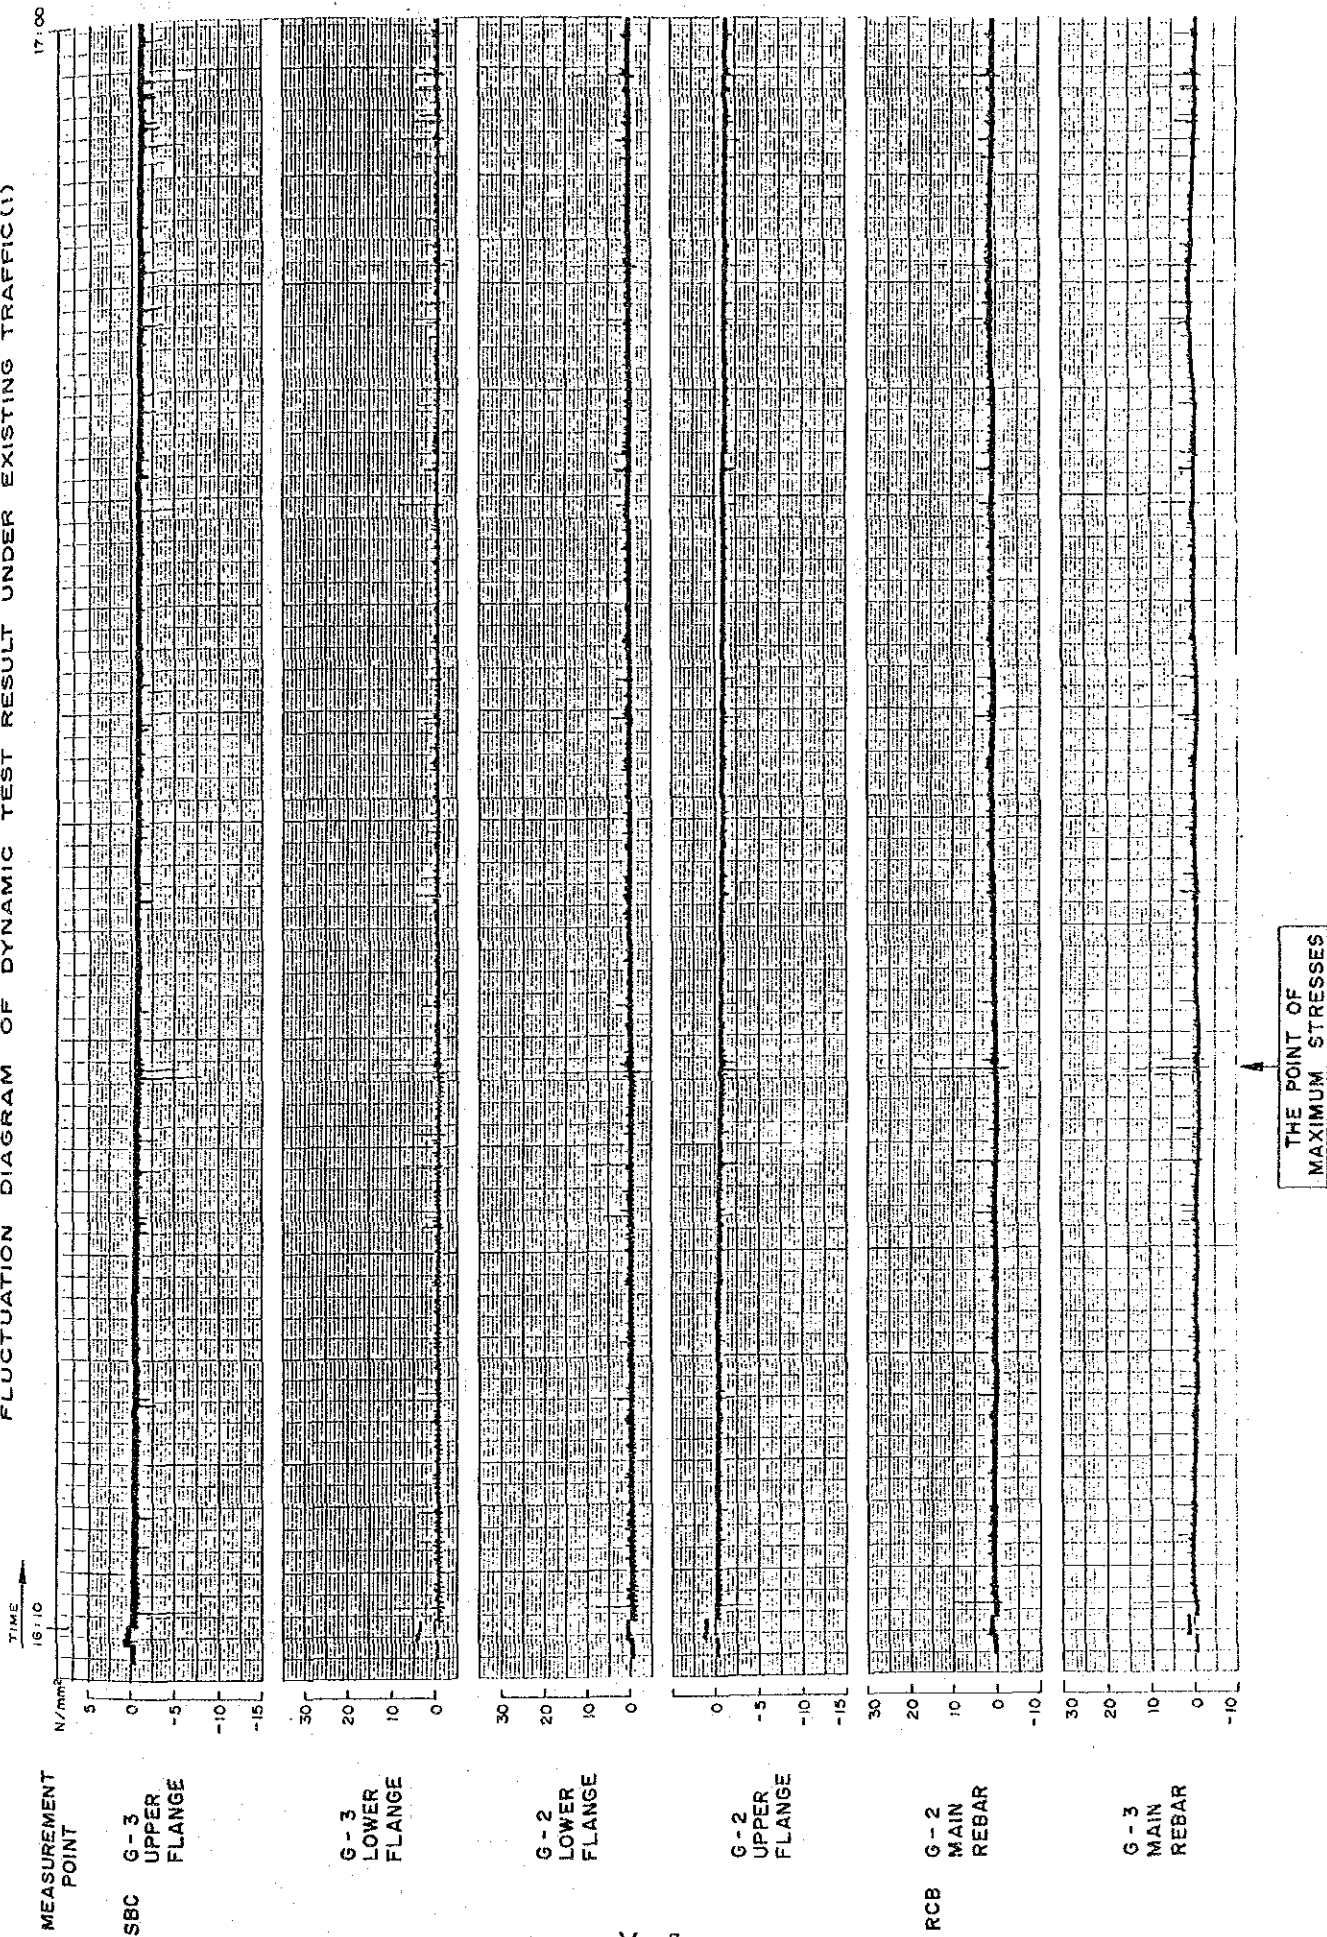 FLUCTUATION DIAGRAM OF DYNAMIC TEST RESULT UNDER EXISTING TRAFFIC(1)
TIME
16:10
17:00
MEASUREMENT
POINT
N/mm²
SBC
G-3
UPPER
FLANGE
5
0
-5
-10
-15
G-3
LOWER
FLANGE
30
20
10
0
G-2
LOWER
FLANGE
30
20
10
0
G-2
UPPER
FLANGE
0
-5
-10
-15
RCB
G-2
MAIN
REBAR
30
20
10
0
-10
G-3
MAIN
REBAR
30
20
10
0
-10
THE POINT OF
MAXIMUM STRESSES